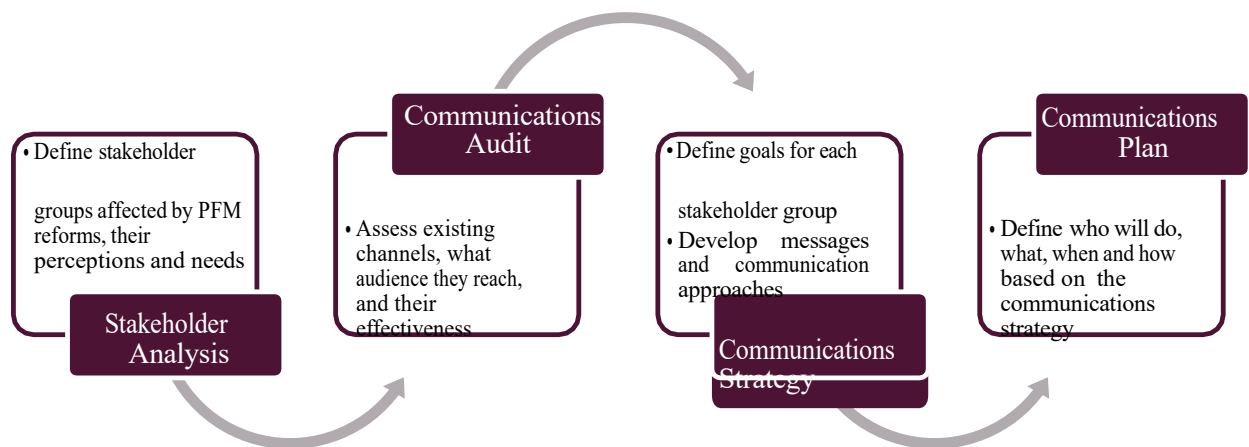 • Define stakeholder
groups affected by PFM
reforms, their
perceptions and needs
Stakeholder
Analysis
Communications
Audit
• Assess existing
channels, what
audience they reach,
and their
effectiveness
• Define goals for each
stakeholder group
• Develop messages
and communication
approaches
Communications
Strategy
Communications
Plan
• Define who will do,
what, when and how
based on the
communications
strategy